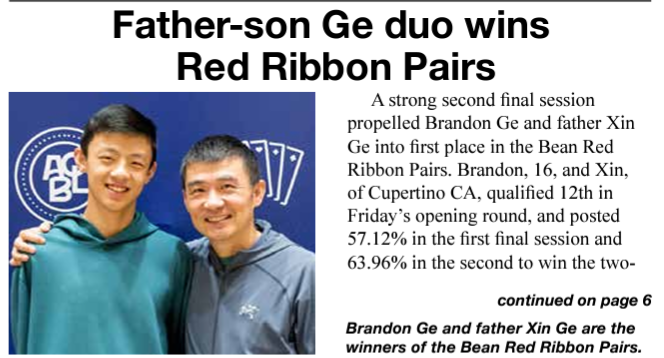 Father-son Ge duo wins
Red Ribbon Pairs
ACBL
A strong second final session
propelled Brandon Ge and father Xin
Ge into first place in the Bean Red
Ribbon Pairs. Brandon, 16, and Xin,
of Cupertino CA, qualified 12th in
Friday’s opening round, and posted
57.12% in the first final session and
63.96% in the second to win the two-
continued on page 6
Brandon Ge and father Xin Ge are the
winners of the Bean Red Ribbon Pairs.